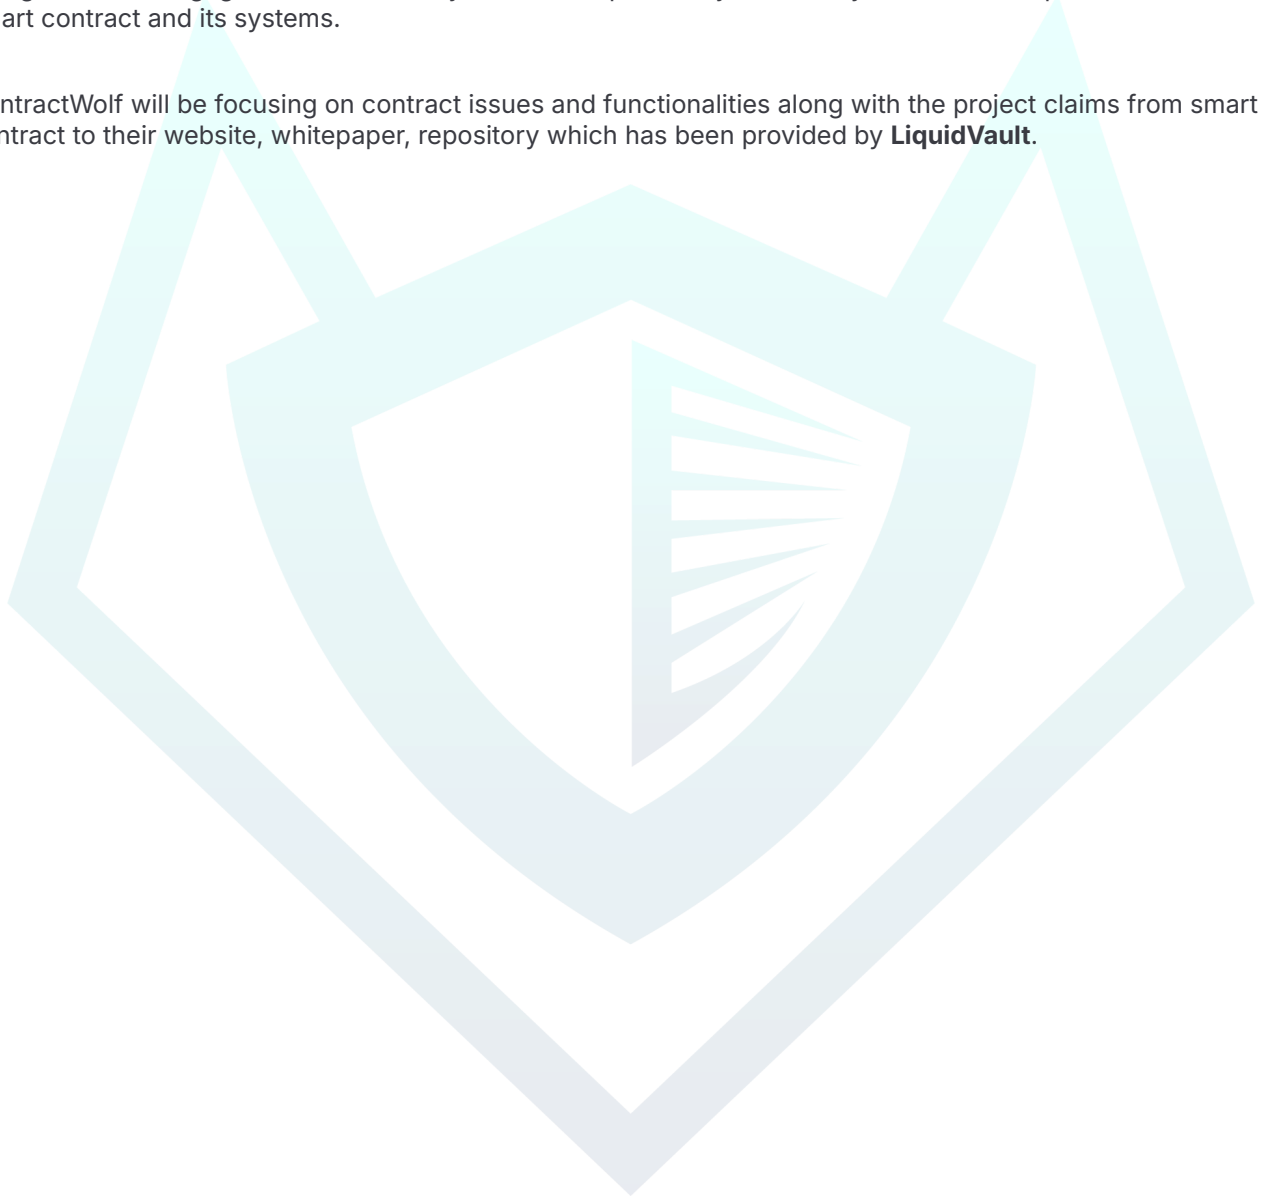 art contract and its systems.
ntractWolf will be focusing on contract issues and functionalities along with the project claims from smart
ntract to their website, whitepaper, repository which has been provided by LiquidVault.